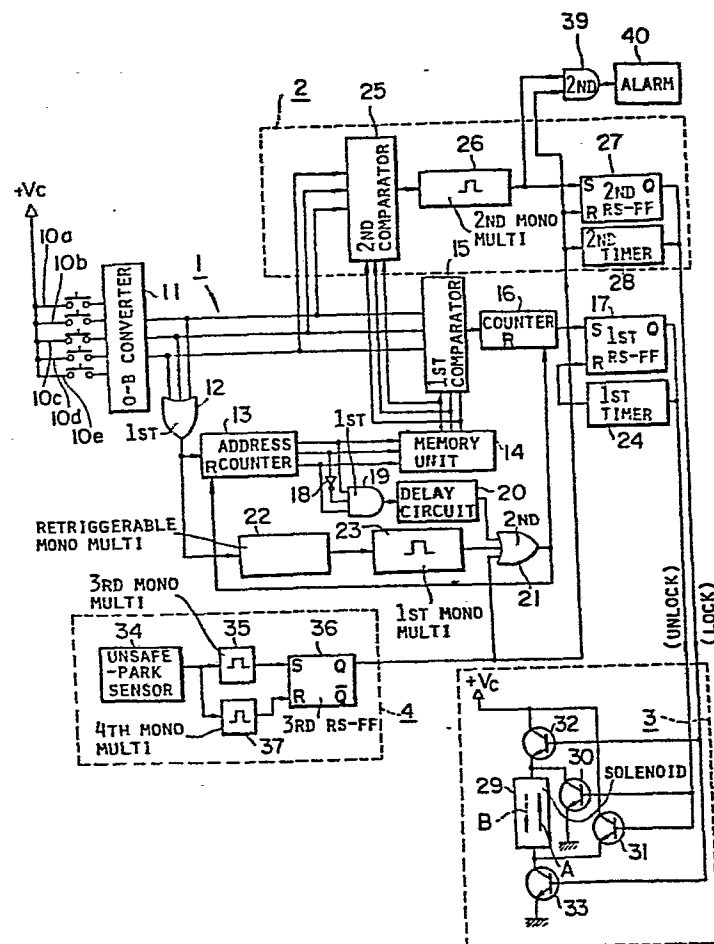 39
40
2ND
ALARM
2
25
26
27
2ND COMPARATOR
S 2ND Q
R RS-FF
2ND MONO
MULTI
2ND
TIMER
28
+Vc
10a
10b
11
1
15
O-B CONVERTER
1ST COMPARATOR
16
COUNTER
R
17
S 1ST Q
R RS-FF
10c
10d
10e
12
1ST
13
ADDRESS
R COUNTER
1ST
MEMORY
UNIT
14
1ST
TIMER
24
18
19
DELAY
CIRCUIT
20
RETRIGGERABLE
MONO MULTI
22
23
2ND
21
1ST MONO
MULTI
3RD MONO
MULTI
(UNLOCK)
(LOCK)
34
35
36
UNSAFE
-PARK
SENSOR
S Q
R Q̅
4TH MONO
MULTI
37
3RD RS-FF
4
+Vc
32
3
SOLENOID
29
30
B
A
31
33